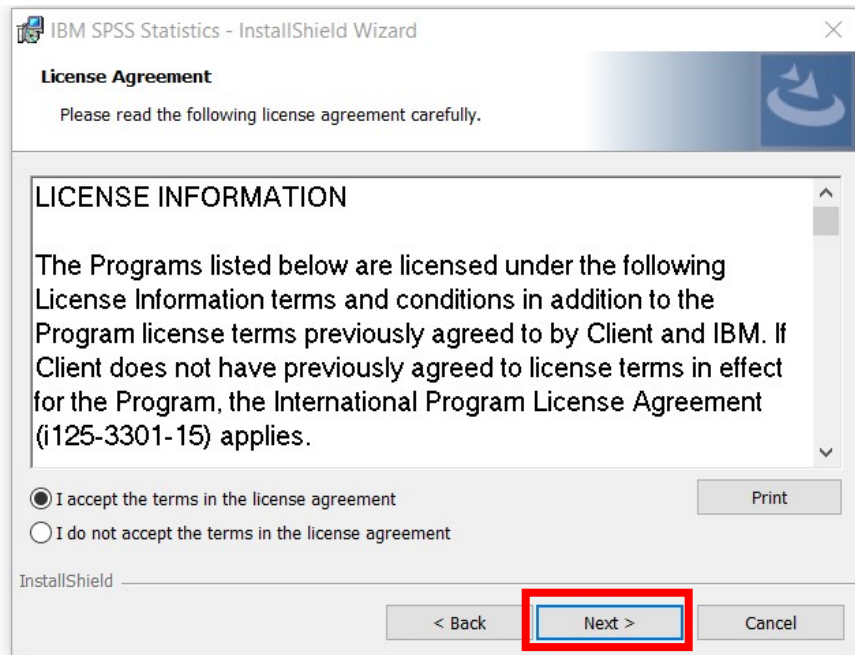 IBM SPSS Statistics - InstallShield Wizard
License Agreement
Please read the following license agreement carefully.
LICENSE INFORMATION
The Programs listed below are licensed under the following
License Information terms and conditions in addition to the
Program license terms previously agreed to by Client and IBM. If
Client does not have previously agreed to license terms in effect
for the Program, the International Program License Agreement
(i125-3301-15) applies.
I accept the terms in the license agreement
Print
I do not accept the terms in the license agreement
InstallShield
< Back
Next >
Cancel